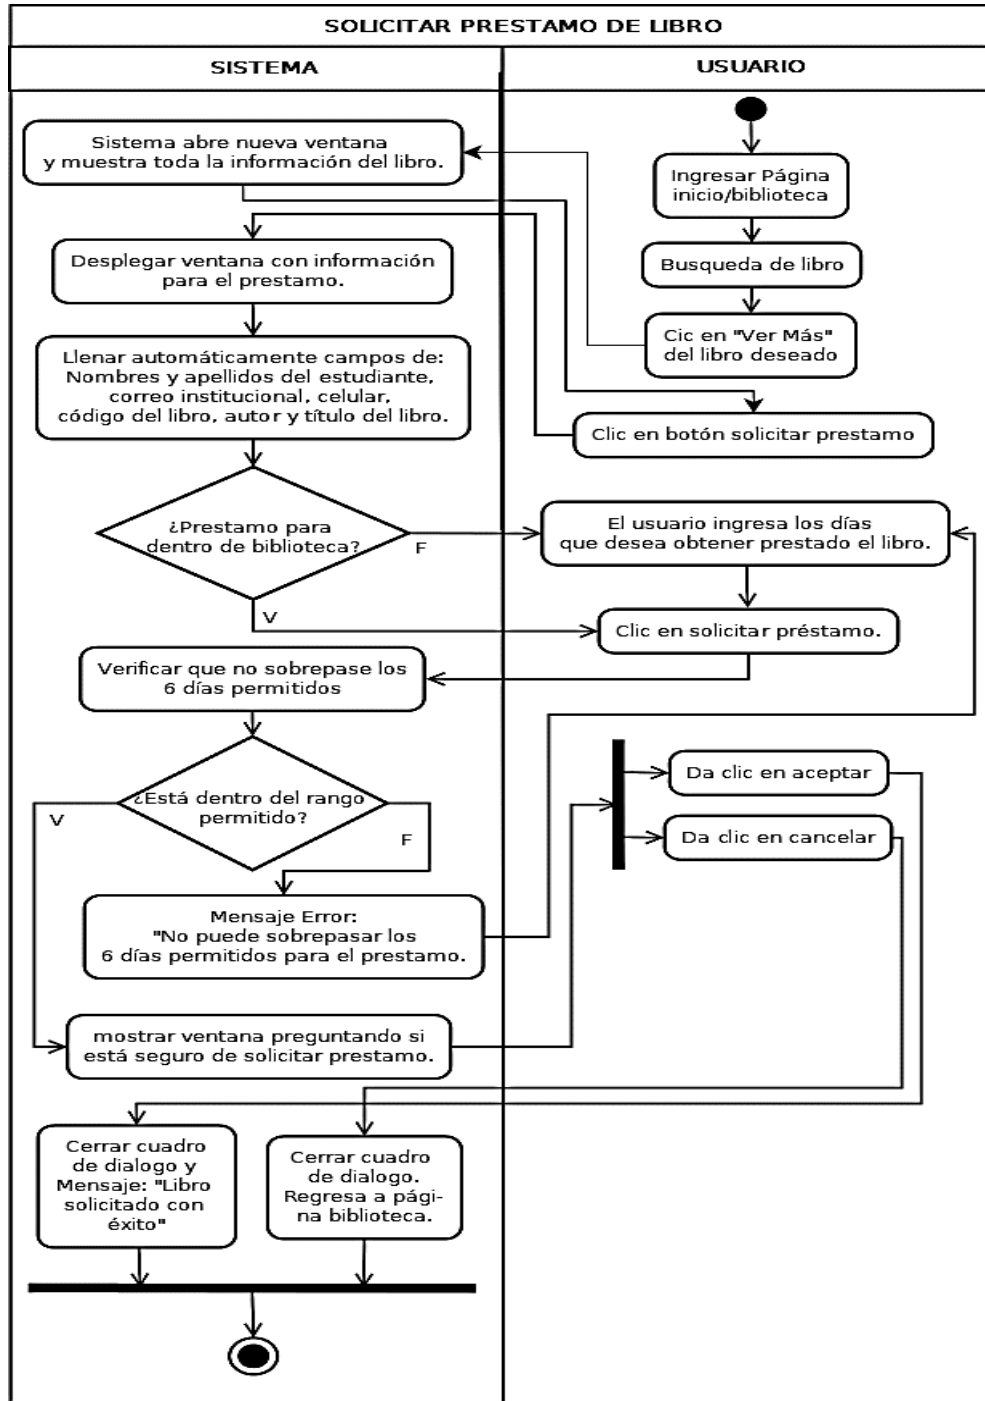 SOLICITAR PRESTAMO DE LIBRO
SISTEMA
USUARIO
Sistema abre nueva ventana
y muestra toda la información del libro.
Ingresar Página
inicio/biblioteca
Busqueda de libro
Desplegar ventana con información
para el prestamo.
Cic en "Ver Más"
del libro deseado
Llenar automáticamente campos de:
Nombres y apellidos del estudiante,
correo institucional, celular,
código del libro, autor y título del libro.
Clic en botón solicitar prestamo
¿Prestamo para
dentro de biblioteca?
F
V
El usuario ingresa los días
que desea obtener prestado el libro.
Clic en solicitar préstamo.
Verificar que no sobrepase los
6 días permitidos
¿Está dentro del rango
permitido?
V
F
Da clic en aceptar
Da clic en cancelar
Mensaje Error:
"No puede sobrepasar los
6 días permitidos para el prestamo.
mostrar ventana preguntando si
está seguro de solicitar prestamo.
Cerrar cuadro
de dialogo y
Mensaje: "Libro
solicitado con
éxito"
Cerrar cuadro
de dialogo.
Regresa a pági-
na biblioteca.